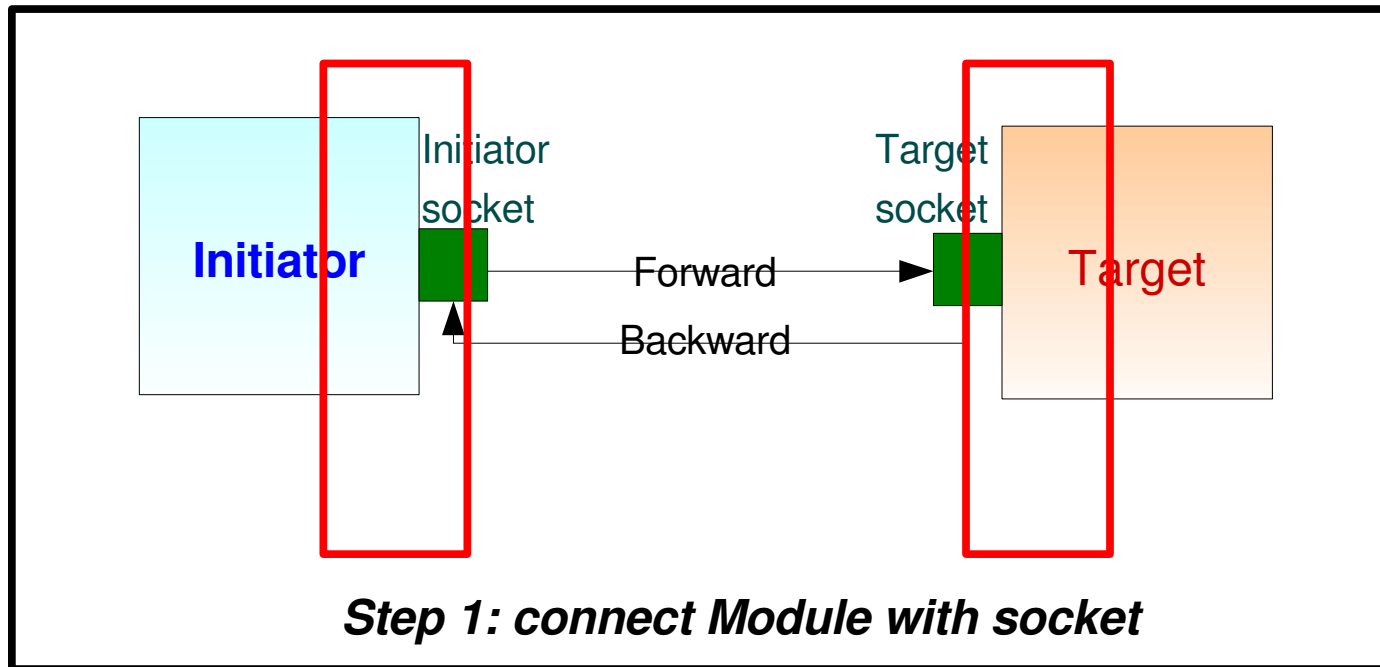 Initiator
socket
Target
socket
Initiator
Forward
Target
Backward
Step 1: connect Module with socket